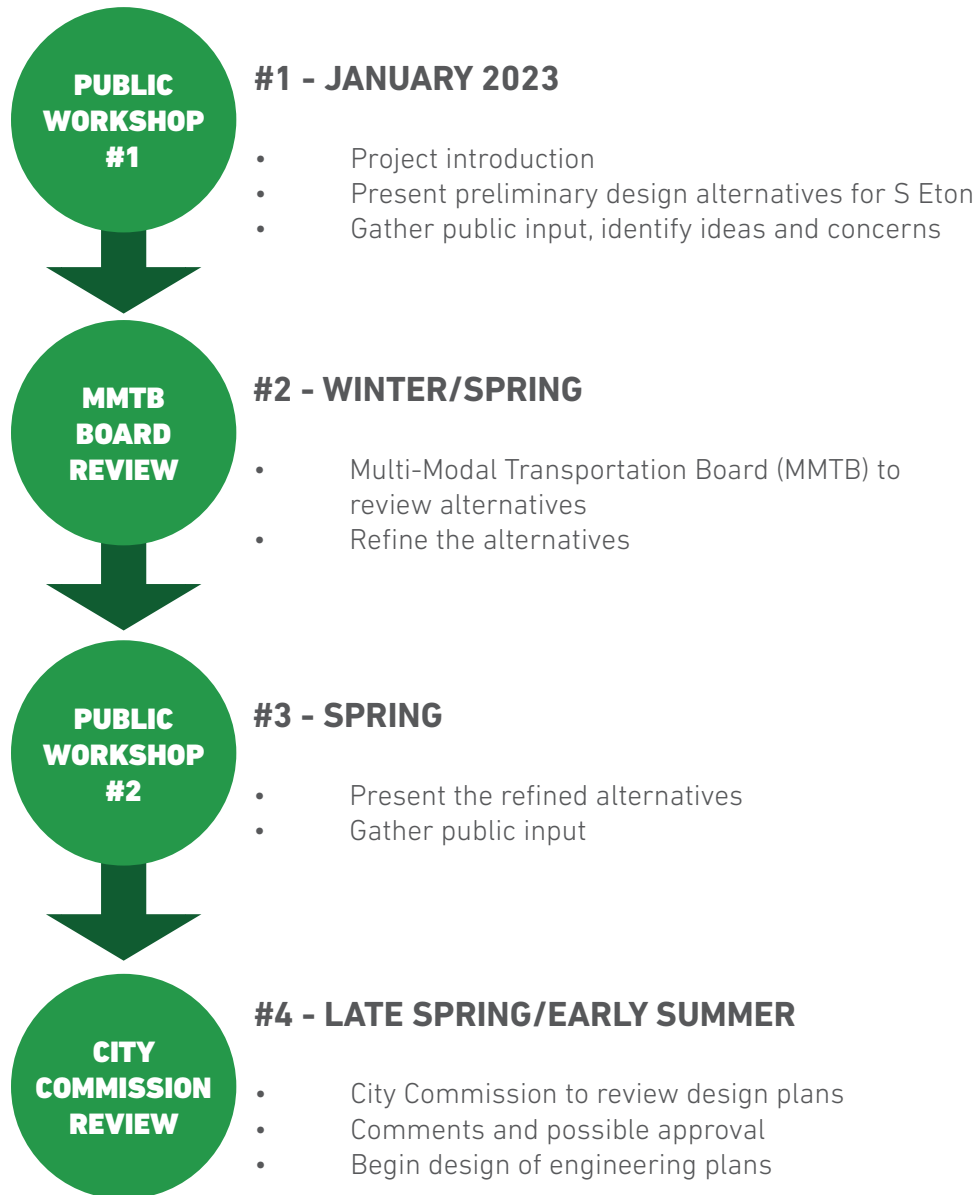 PUBLIC
WORKSHOP
#1
#1 - JANUARY 2023
• Project introduction
• Present preliminary design alternatives for S Eton
• Gather public input, identify ideas and concerns
MMTB
BOARD
REVIEW
#2 - WINTER/SPRING
• Multi-Modal Transportation Board (MMTB) to
review alternatives
• Refine the alternatives
PUBLIC
WORKSHOP
#2
#3 - SPRING
• Present the refined alternatives
• Gather public input
CITY
COMMISSION
REVIEW
#4 - LATE SPRING/EARLY SUMMER
• City Commission to review design plans
• Comments and possible approval
• Begin design of engineering plans